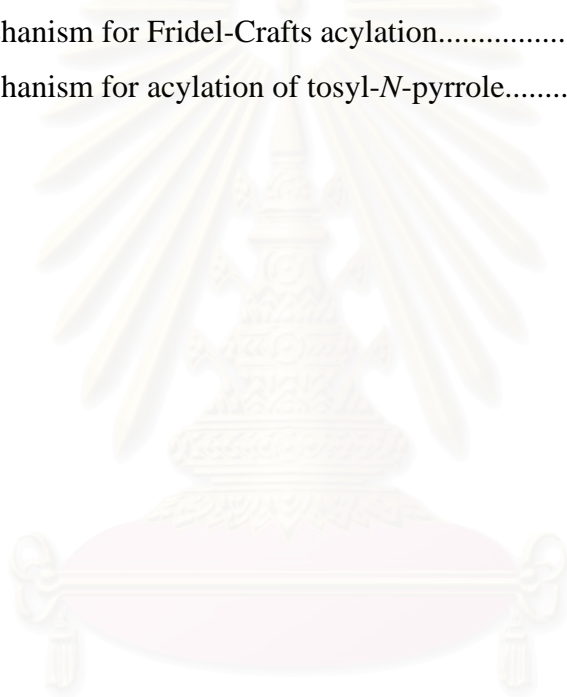 hanism for Fridel-Crafts acylation................
hanism for acylation of tosyl-N-pyrrole........